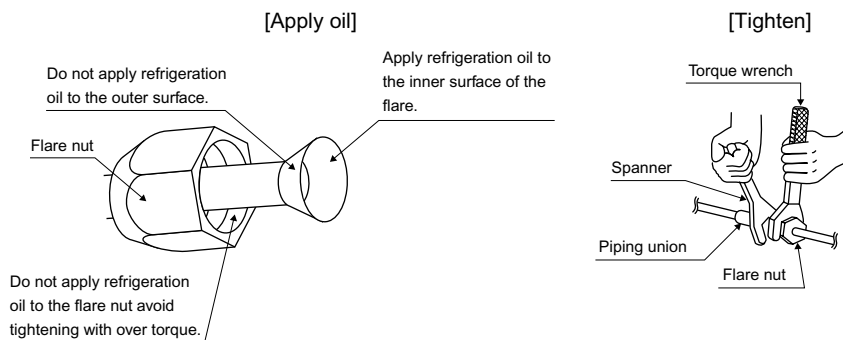 [Apply oil]
Do not apply refrigeration
oil to the outer surface.
Apply refrigeration oil to
the inner surface of the
flare.
Flare nut
Do not apply refrigeration
oil to the flare nut avoid
tightening with over torque.
[Tighten]
Torque wrench
Spanner
Piping union
Flare nut